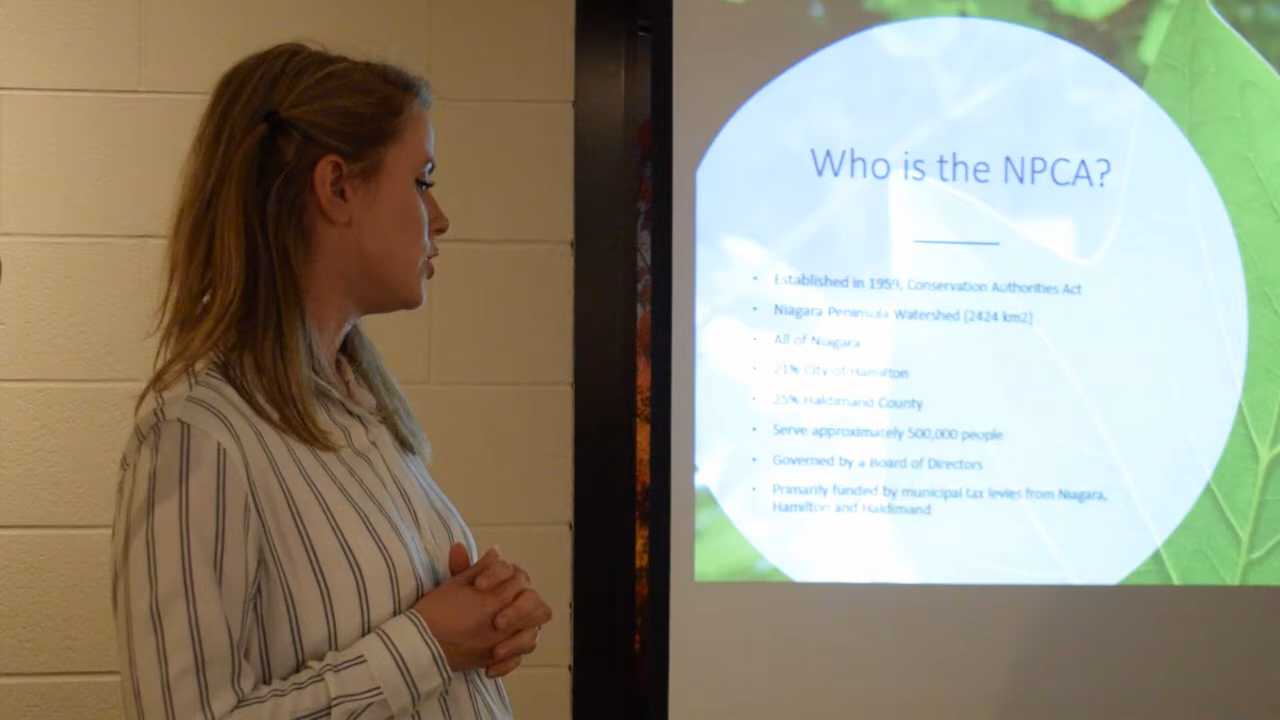 Who is the NPCA?
• Established in 1959, Conservation Authorities Act
• Niagara Peninsula Watershed (2424 km2)
• All of Niagara
• 21% City of Hamilton
• 25% Haldimand County
• Serve approximately 500,000 people
• Governed by a Board of Directors
• Primarily funded by municipal tax levies from Niagara,
Hamilton and Haldimand